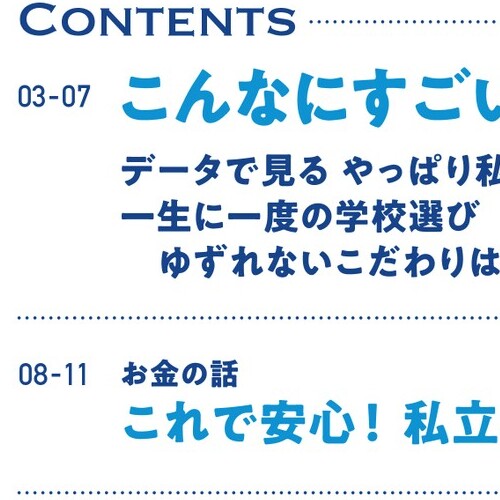 CONTENTS
03-07
こんなにすごい
データで見る やっぱり私
一生に一度の学校選び
ゆずれないこだわりは
08-11
お金の話
これで安心！私立